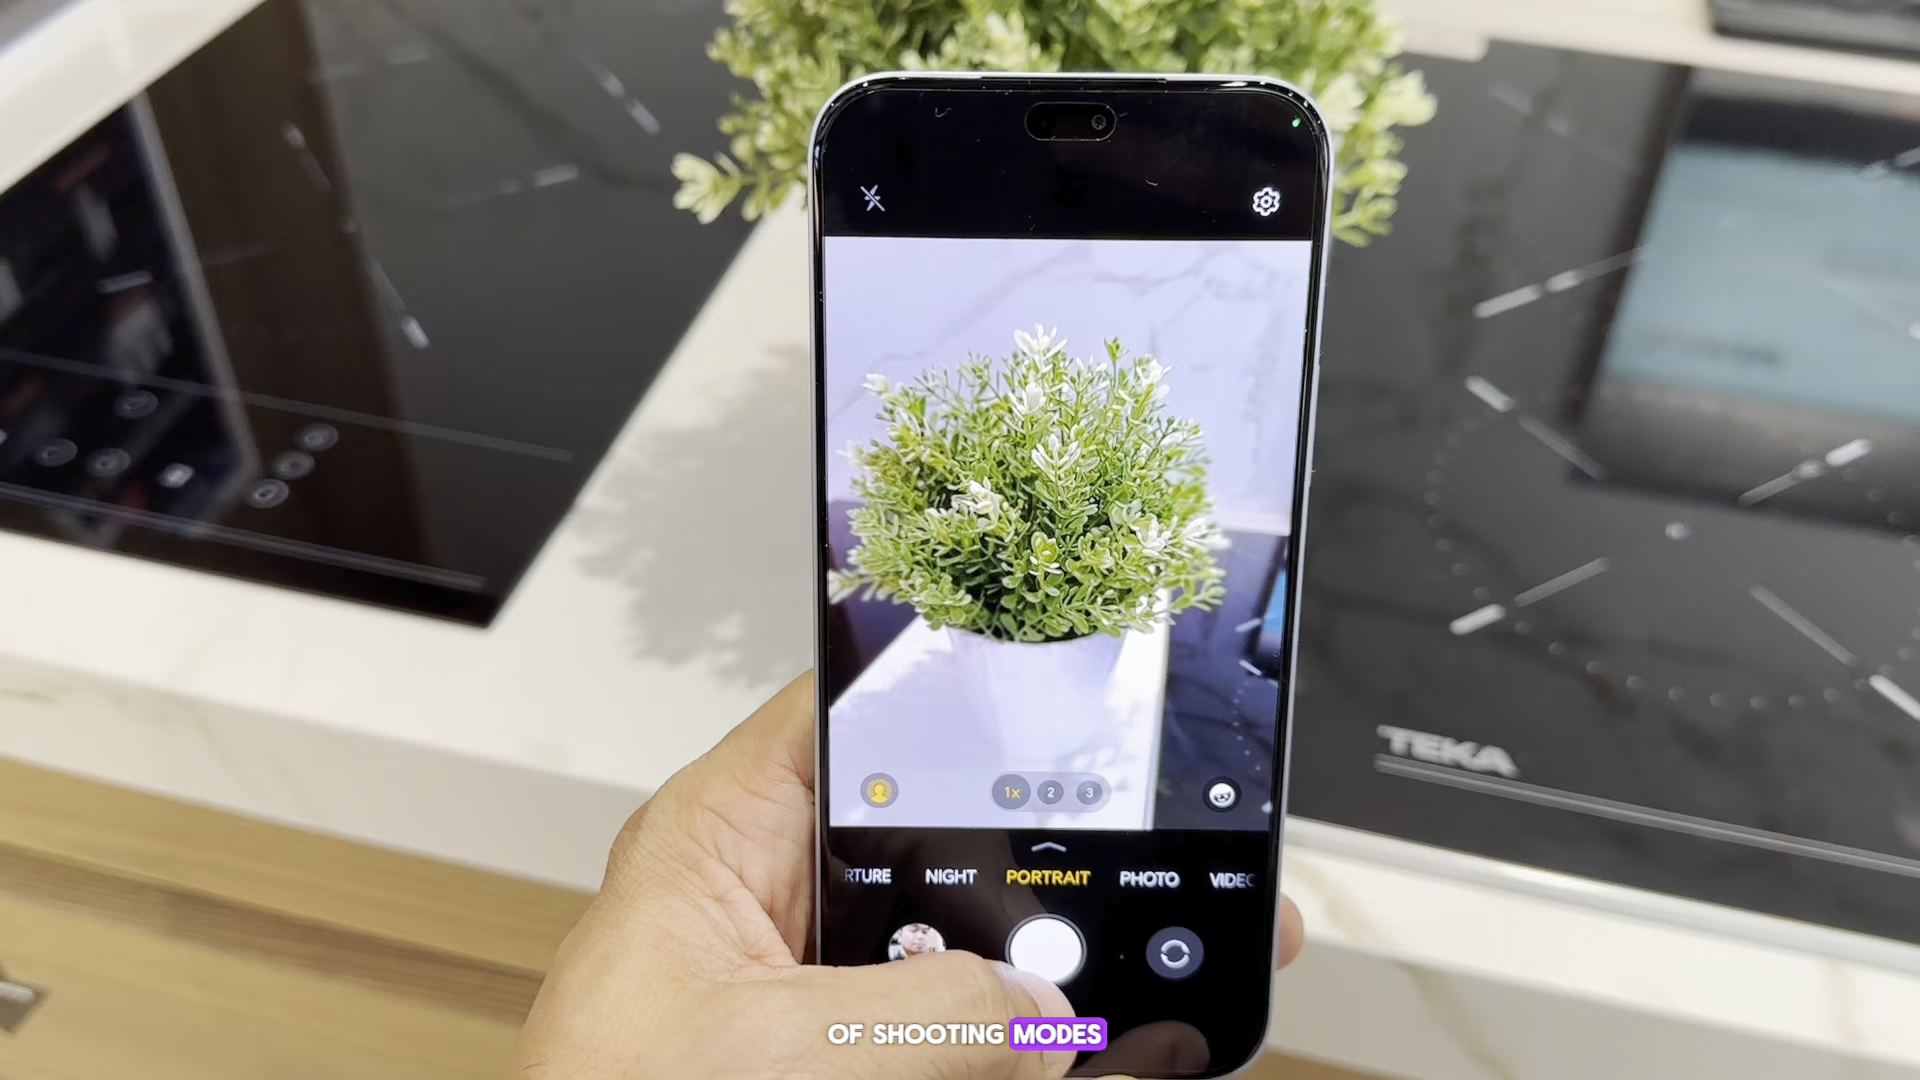 1x 2 3
RTURE NIGHT PORTRAIT PHOTO VIDEC
TEKA
OF SHOOTING MODES